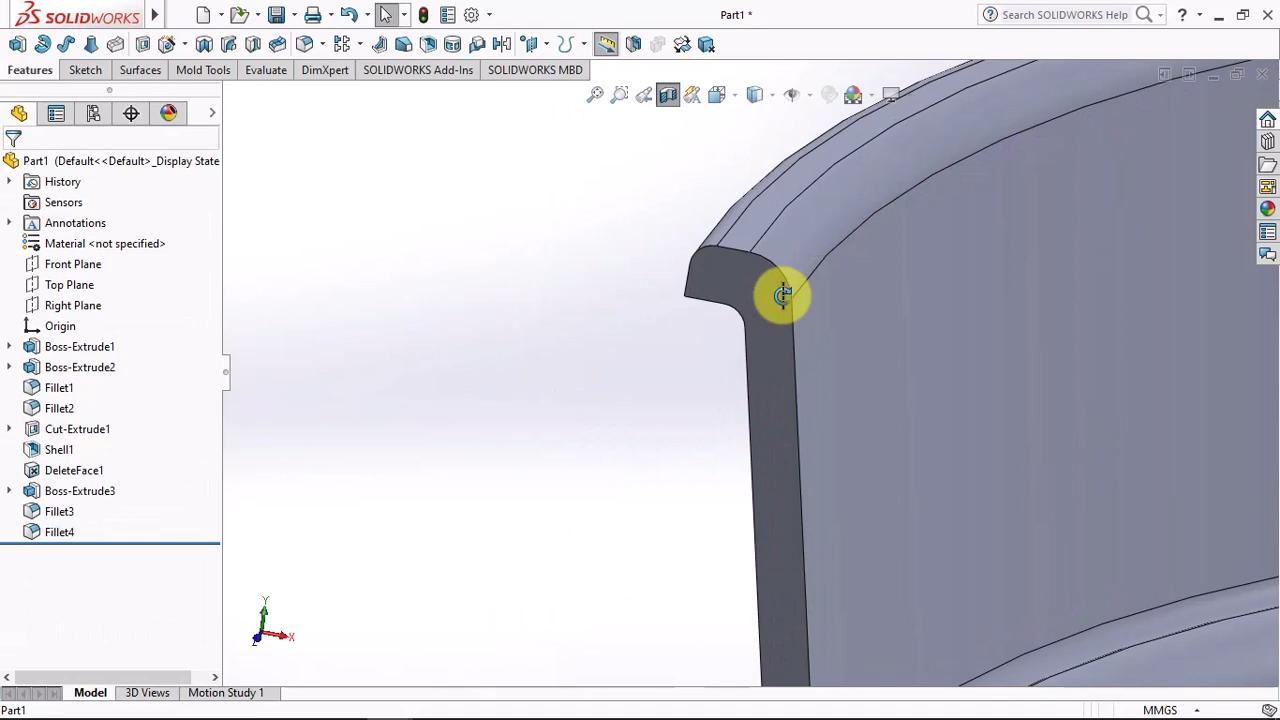 SOLIDWORKS
Part1 *
Search SOLIDWORKS Help
Features
Sketch
Surfaces
Mold Tools
Evaluate
DimXpert
SOLIDWORKS Add-Ins
SOLIDWORKS MBD
Part1 (Default<<Default>_Display State
History
Sensors
Annotations
Material <not specified>
Front Plane
Top Plane
Right Plane
Origin
Boss-Extrude1
Boss-Extrude2
Fillet1
Fillet2
Cut-Extrude1
Shell1
DeleteFace1
Boss-Extrude3
Fillet3
Fillet4
Y
X
Z
Model
3D Views
Motion Study 1
Part1
MMGS